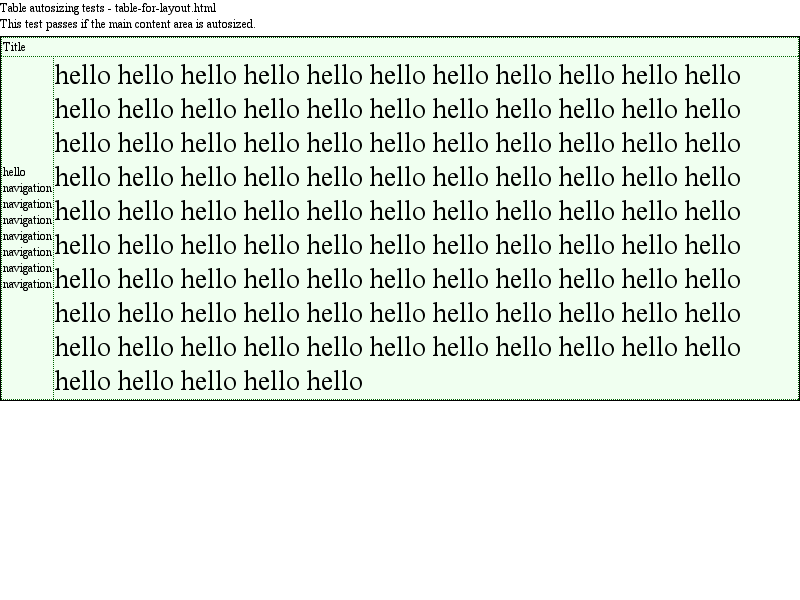 Table autosizing tests - table-for-layout.html
This test passes if the main content area is autosized.
Title
hello
navigation
navigation
navigation
navigation
navigation
navigation
navigation
hello hello hello hello hello hello hello hello hello hello hello
hello hello hello hello hello hello hello hello hello hello hello
hello hello hello hello hello hello hello hello hello hello hello
hello hello hello hello hello hello hello hello hello hello hello
hello hello hello hello hello hello hello hello hello hello hello
hello hello hello hello hello hello hello hello hello hello hello
hello hello hello hello hello hello hello hello hello hello hello
hello hello hello hello hello hello hello hello hello hello hello
hello hello hello hello hello hello hello hello hello hello hello
hello hello hello hello hello